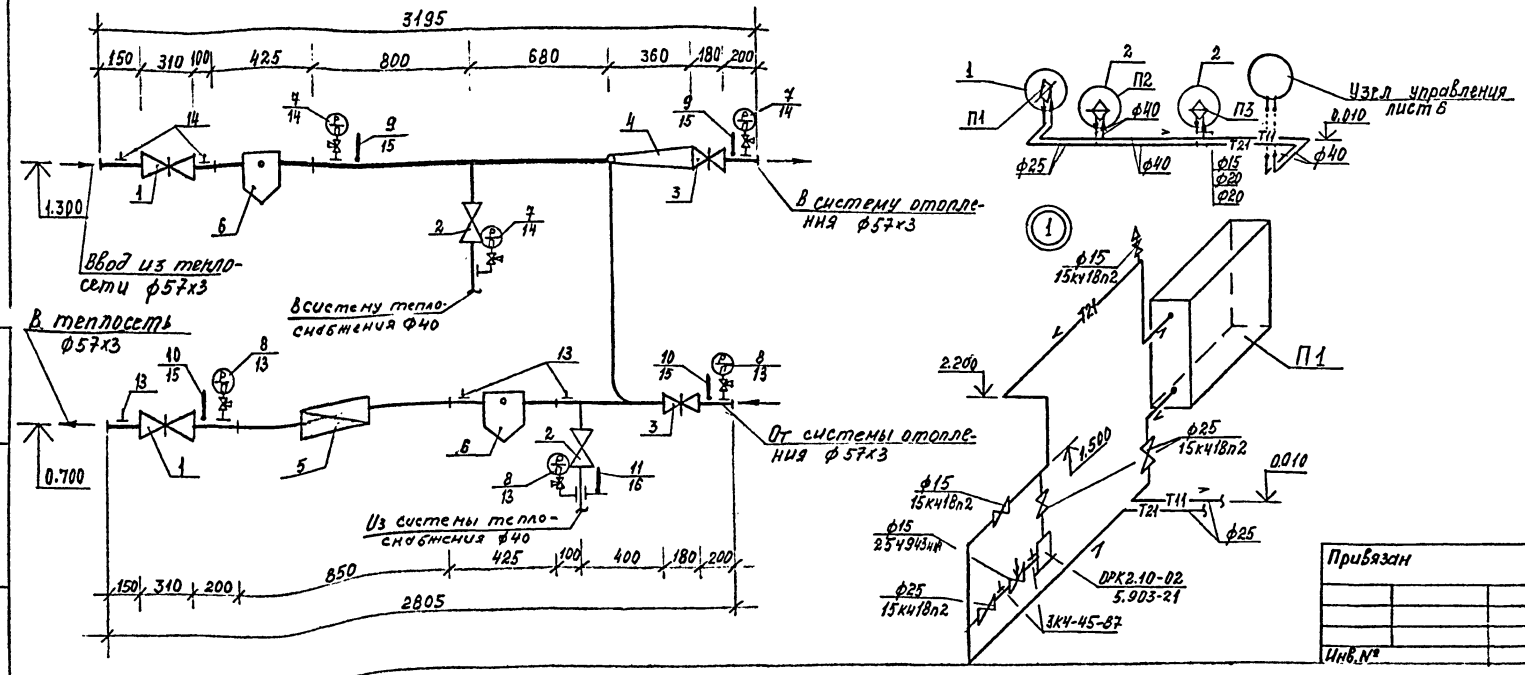 3195
150 310 100 425 800 680 360 180 200
14
7
14
9
15
4
9
15
7
14
1.300
1
6
2
7
14
3
В систему отопле-
ния ф57х3
Ввод из тепло-
сети ф57х3
В систему тепло-
снабжения ф40
В теплосеть
ф57х3
13
10
15
8
13
13
10
15
8
13
0.700
1
5
6
2
3
От системы отопле-
ния ф57х3
8
13
11
16
Из системы тепло-
снабжения ф40
150 310 200 850 425 100 400 180 200
2805
1
П1
2
П2
ф40
2
П3
Узел управления
лист 6
0.010
Т21
Т11
ф25
ф40
ф15
ф20
ф20
ф40
1
ф15
15кч18п2
Т21
2.200
П1
1.500
ф25
15кч18п2
0.010
Т11
Т21
ф25
ф15
15кч18п2
ф15
25ч943нж
ф25
15кч18п2
ОРК2.10-02
5.903-21
ЗК4-45-87
Привязан
Инв.№